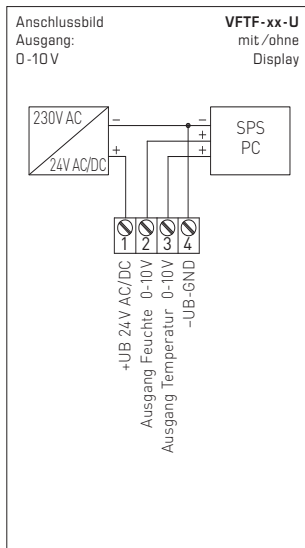 Anschlussbild
VFTF-xx-U
Ausgang:
mit/ohne
0-10 V
Display
230V AC
24V AC/DC
–
+
–
+
+
SPS
PC
1
2
3
4
+UB 24V AC/DC
Ausgang Feuchte 0-10V
Ausgang Temperatur 0-10V
–UB-GND